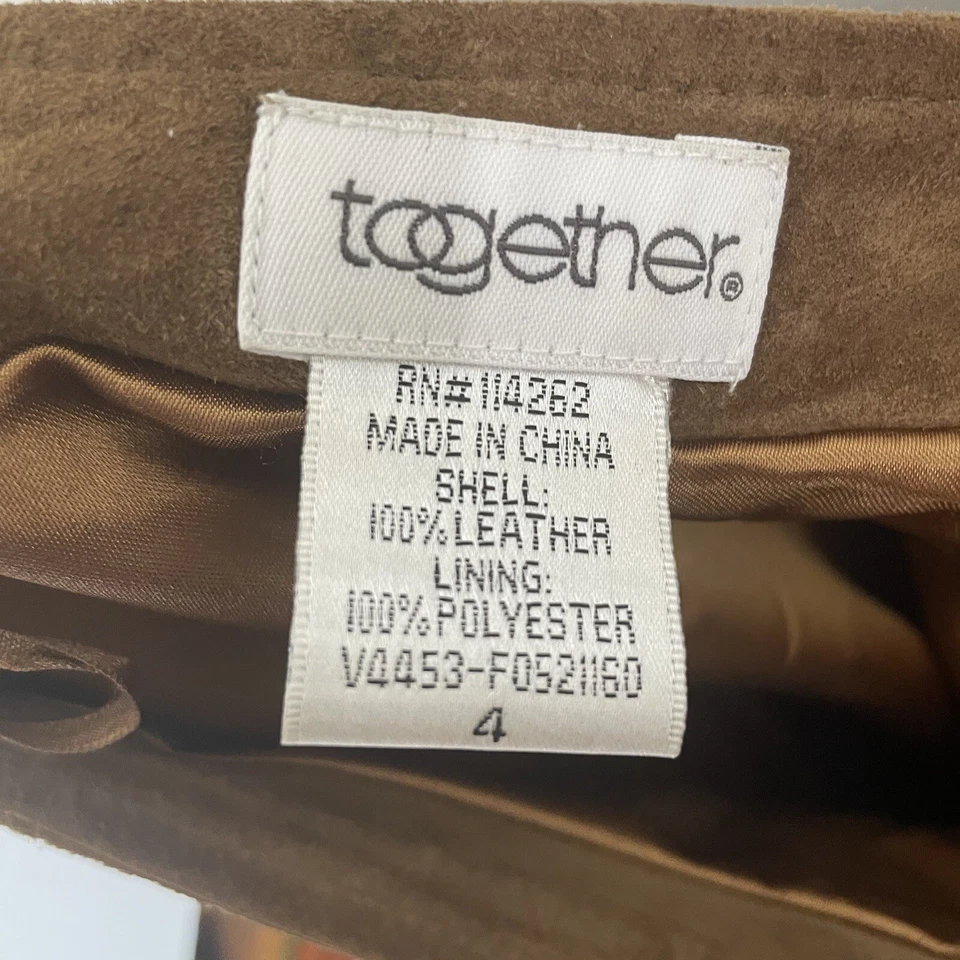 together®
RN#114262
MADE IN CHINA
SHELL:
100% LEATHER
LINING:
100% POLYESTER
V4453-F0521160
4